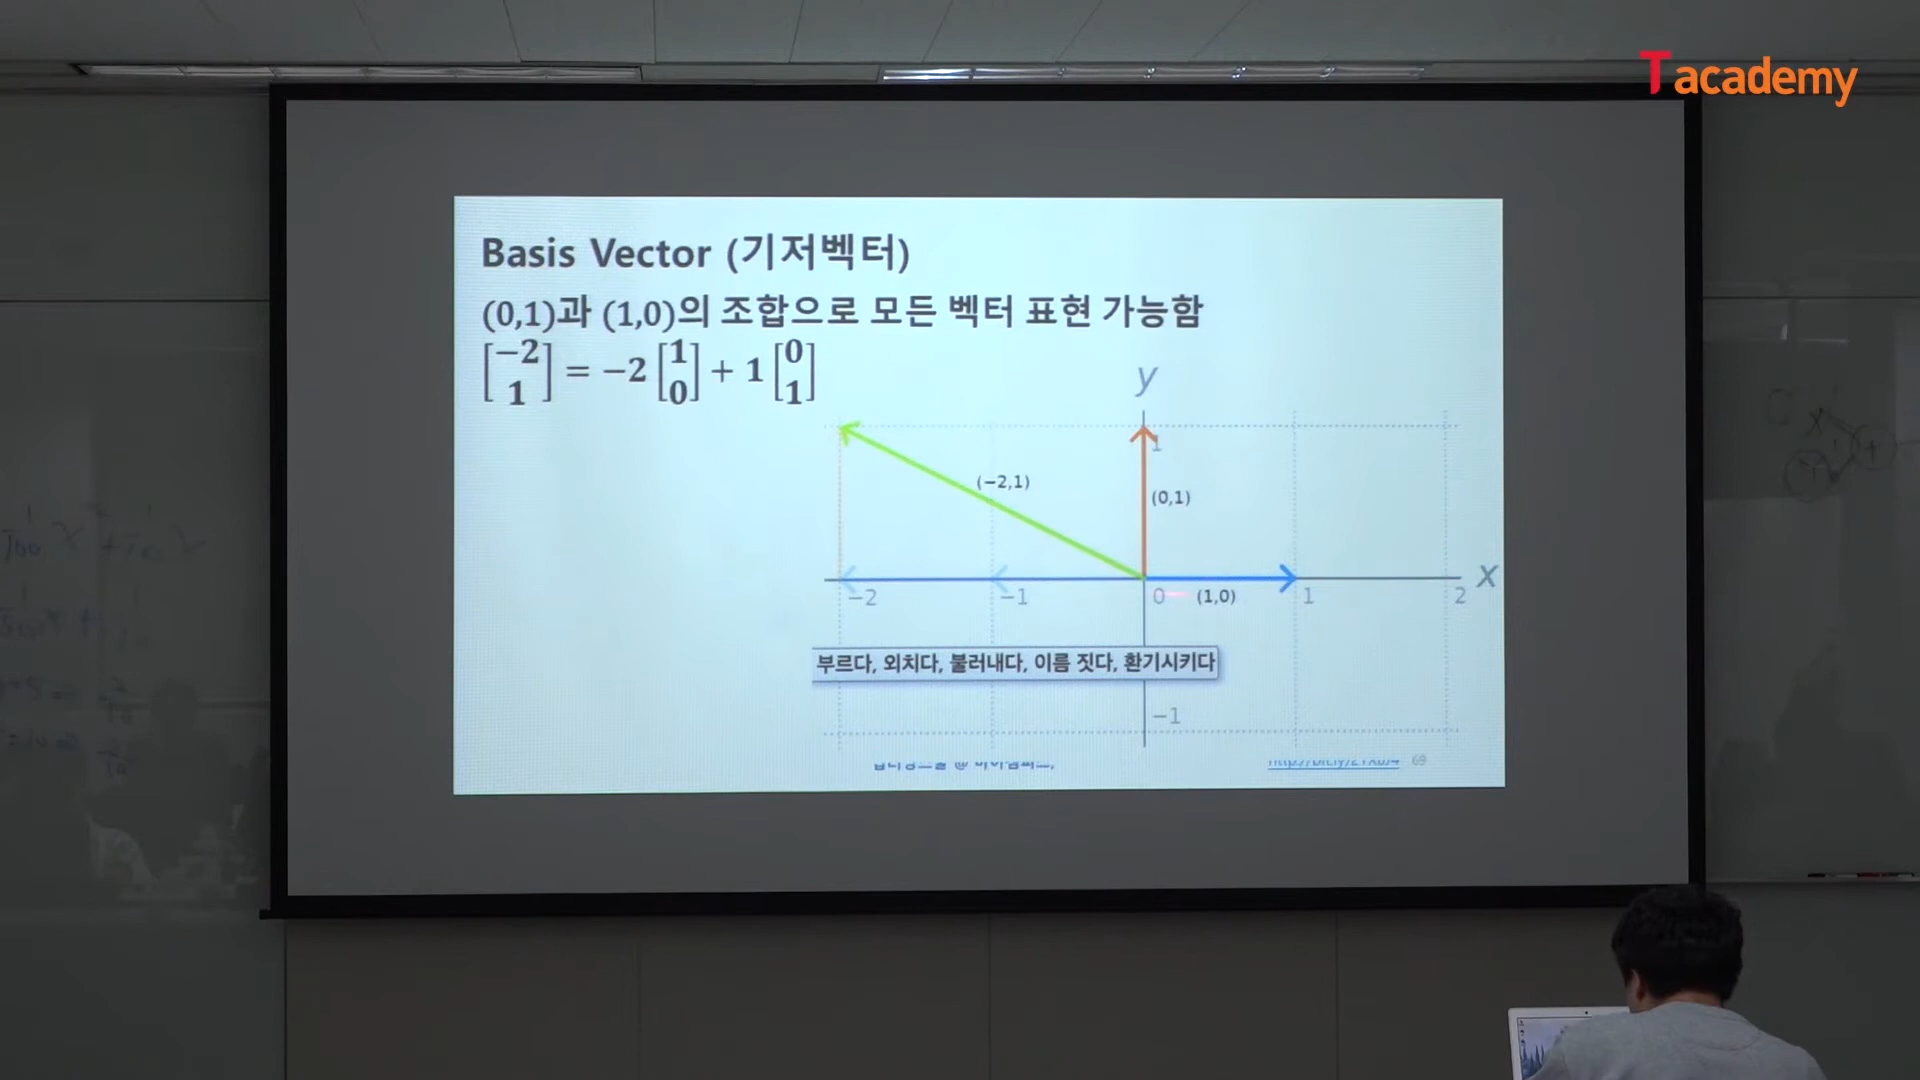 T academy
Basis Vector (기저벡터)
(0,1)과 (1,0)의 조합으로 모든 벡터 표현 가능함
[−2 1] = −2 [1 0] + 1 [0 1]
y
1
(−2,1)
(0,1)
x
−2
−1
0
(1,0)
1
2
부르다, 외치다, 불러내다, 이름 짓다, 환기시키다
−1
69